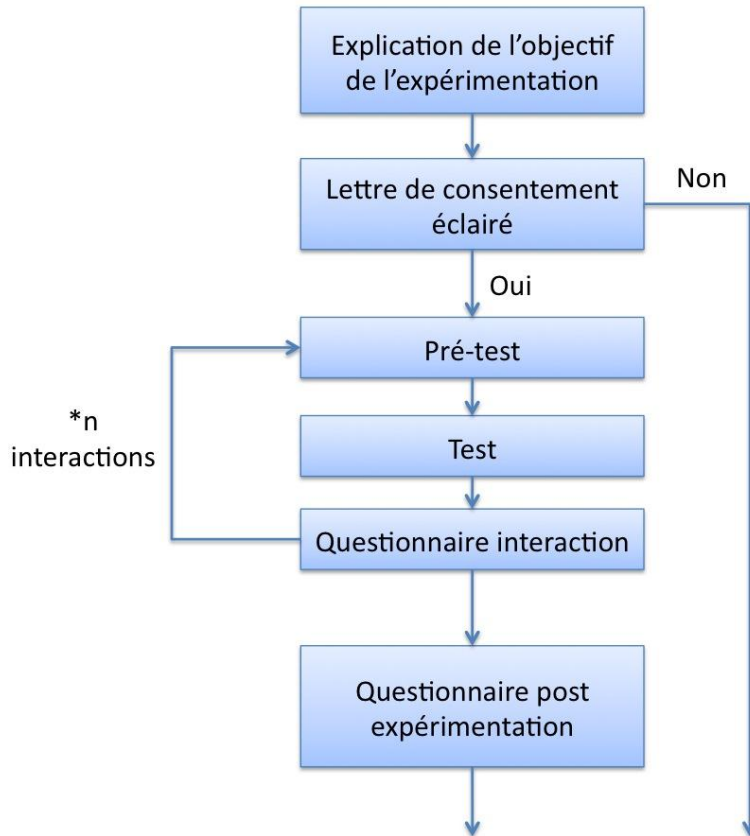 Explication de l’objectif
de l’expérimentation
Lettre de consentement
éclairé
Non
Oui
Pré-test
*n
interactions
Test
Questionnaire interaction
Questionnaire post
expérimentation